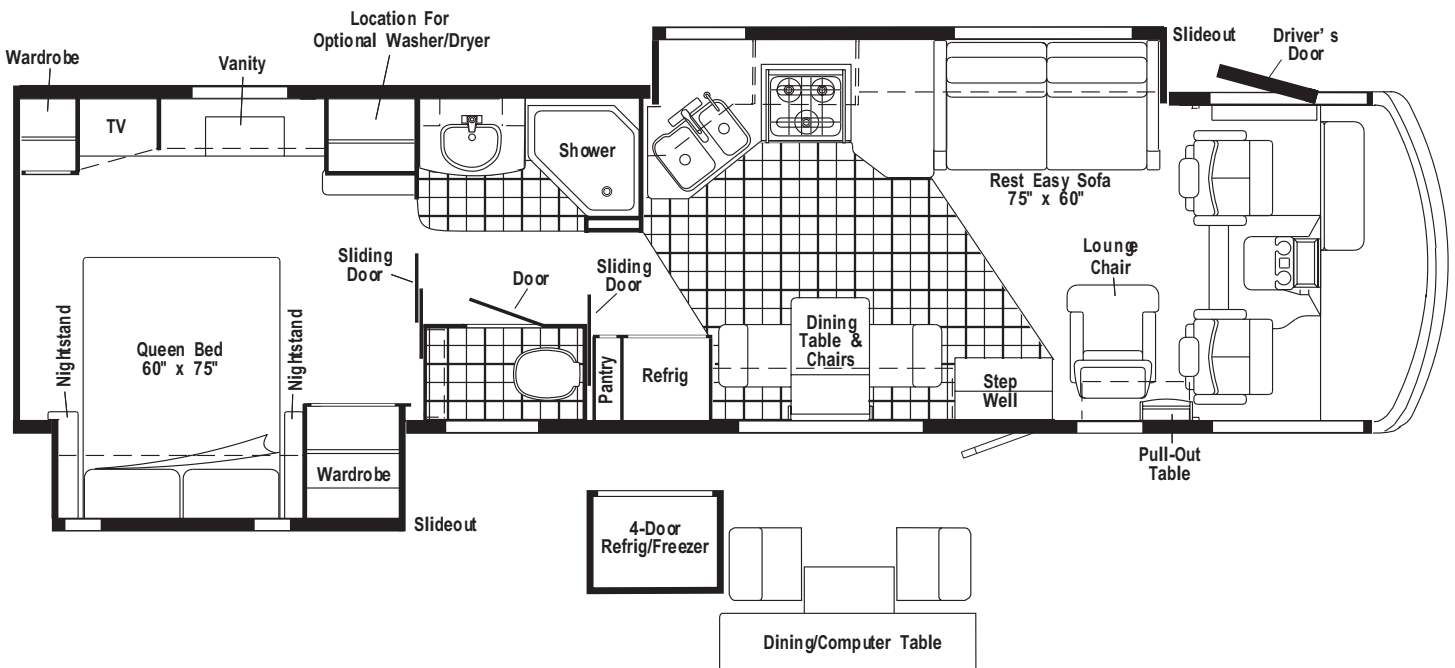 Location For
Optional Washer/Dryer
Wardrobe
Vanity
TV
Slideout
Driver's
Door
Shower
Rest Easy Sofa
75" x 60"
Sliding
Door
Door
Sliding
Door
Lounge
Chair
Nightstand
Queen Bed
60" x 75"
Nightstand
Pantry
Refrig
Dining
Table &
Chairs
Step
Well
Wardrobe
Pull-Out
Table
Slideout
4-Door
Refrig/Freezer
Dining/Computer Table